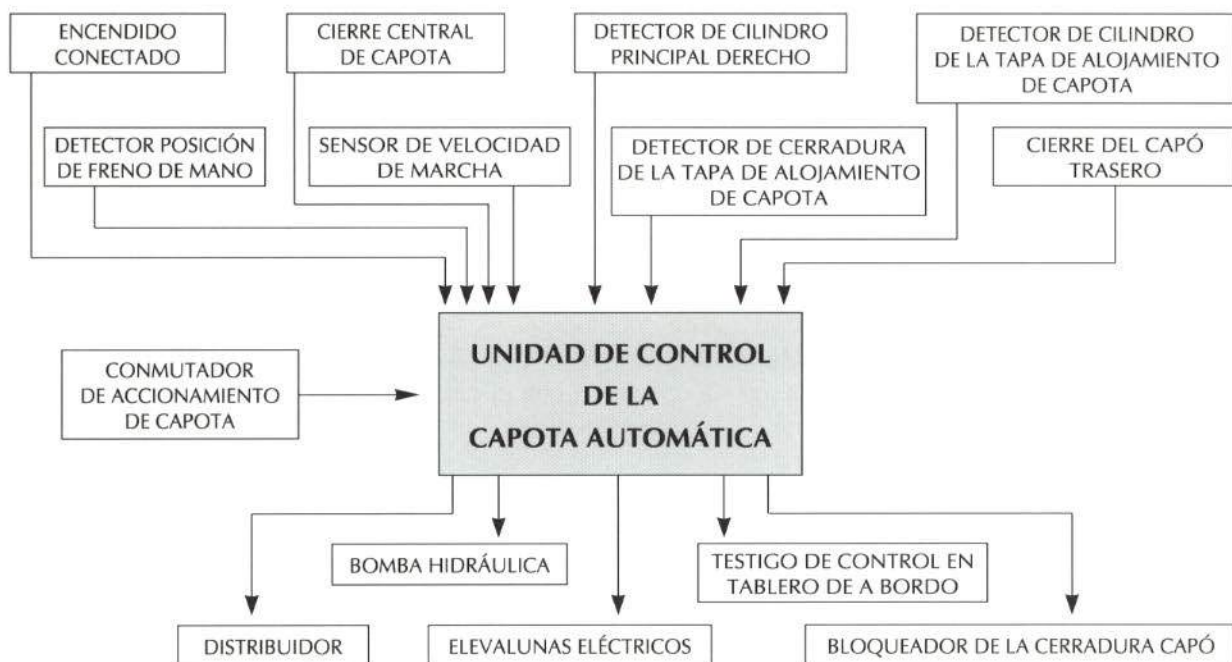 ENCENDIDO
CONECTADO
CIERRE CENTRAL
DE CAPOTA
DETECTOR DE CILINDRO
PRINCIPAL DERECHO
DETECTOR DE CILINDRO
DE LA TAPA DE ALOJAMIENTO
DE CAPOTA
DETECTOR POSICIÓN
DE FRENO DE MANO
SENSOR DE VELOCIDAD
DE MARCHA
DETECTOR DE CERRADURA
DE LA TAPA DE ALOJAMIENTO
DE CAPOTA
CIERRE DEL CAPÓ
TRASERO
CONMUTADOR
DE ACCIONAMIENTO
DE CAPOTA
UNIDAD DE CONTROL
DE LA
CAPOTA AUTOMÁTICA
BOMBA HIDRÁULICA
TESTIGO DE CONTROL EN
TABLERO DE A BORDO
DISTRIBUIDOR
ELEVALUNAS ELÉCTRICOS
BLOQUEADOR DE LA CERRADURA CAPÓ